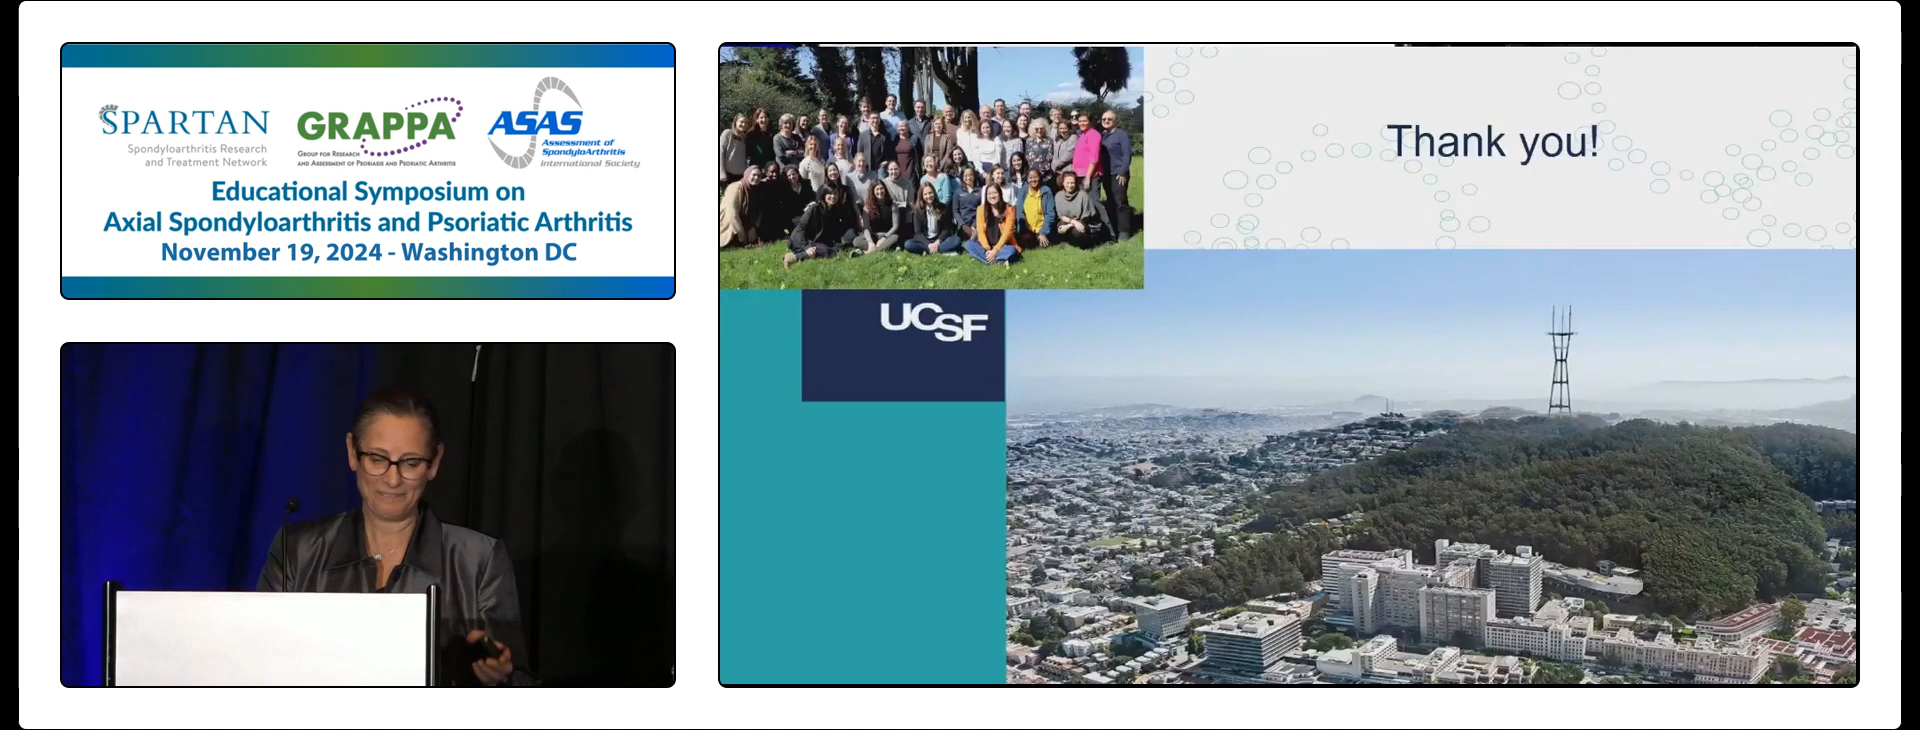 SPARTAN
Spondyloarthritis Research
and Treatment Network
GRAPPA
GROUP FOR RESEARCH
AND ASSESSMENT OF PSORIASIS AND PSORIATIC ARTHRITIS
ASAS
Assessment of
SpondyloArthritis
international Society
Educational Symposium on
Axial Spondyloarthritis and Psoriatic Arthritis
November 19, 2024 - Washington DC
Thank you!
UCSF